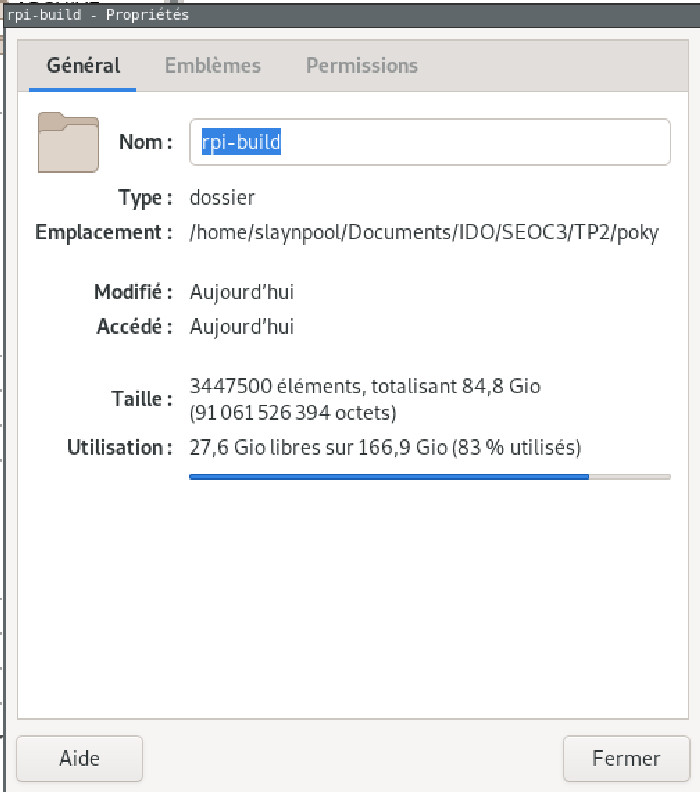 rpi-build - Propriétés
Général Emblèmes Permissions
Nom : rpi-build
Type : dossier
Emplacement : /home/slaynpool/Documents/IDO/SEOC3/TP2/poky
Modifié : Aujourd’hui
Accédé : Aujourd’hui
Taille : 3447500 éléments, totalisant 84,8 Gio
(91 061 526 394 octets)
Utilisation : 27,6 Gio libres sur 166,9 Gio (83 % utilisés)
Aide Fermer